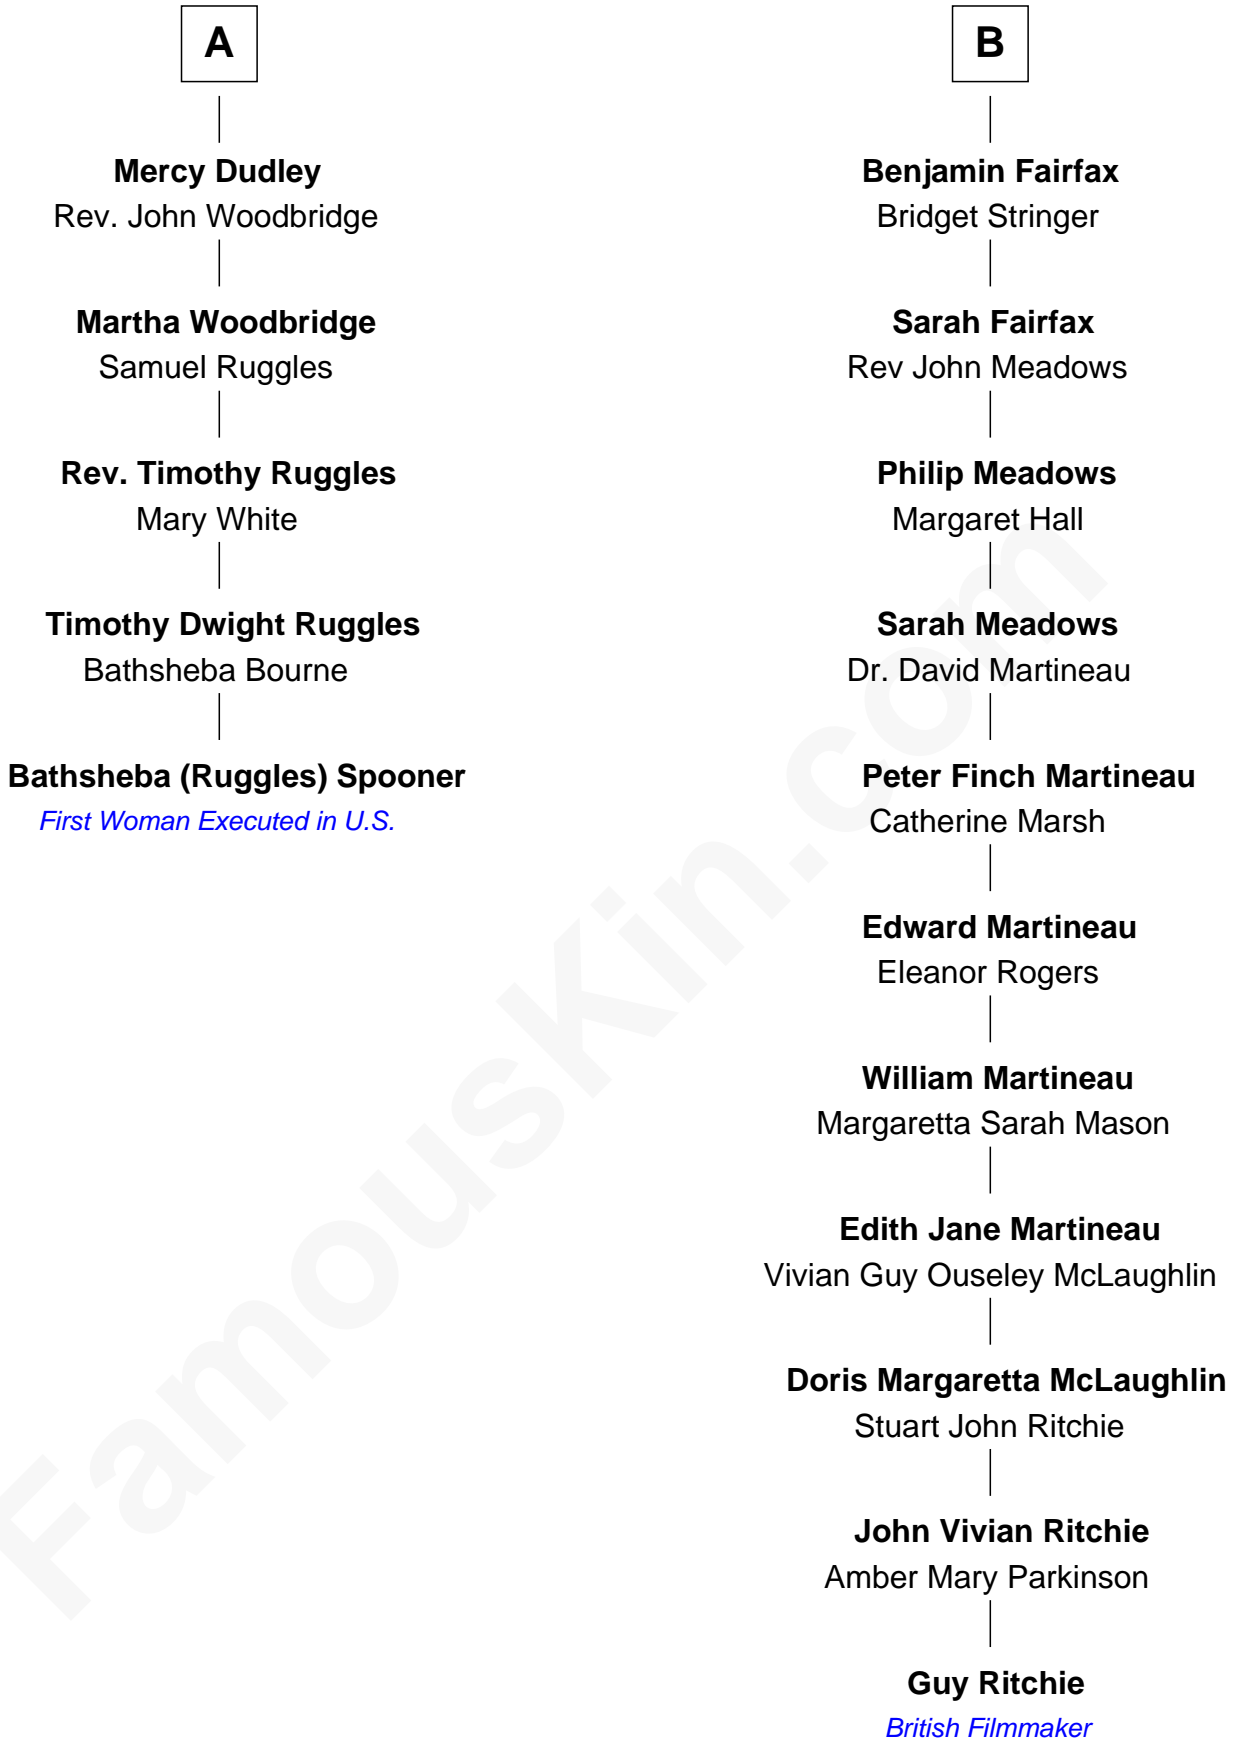 A
Mercy Dudley
Rev. John Woodbridge
Martha Woodbridge
Samuel Ruggles
Rev. Timothy Ruggles
Mary White
Timothy Dwight Ruggles
Bathsheba Bourne
Bathsheba (Ruggles) Spooner
First Woman Executed in U.S.
B
Benjamin Fairfax
Bridget Stringer
Sarah Fairfax
Rev John Meadows
Philip Meadows
Margaret Hall
Sarah Meadows
Dr. David Martineau
Peter Finch Martineau
Catherine Marsh
Edward Martineau
Eleanor Rogers
William Martineau
Margaretta Sarah Mason
Edith Jane Martineau
Vivian Guy Ouseley McLaughlin
Doris Margaretta McLaughlin
Stuart John Ritchie
John Vivian Ritchie
Amber Mary Parkinson
Guy Ritchie
British Filmmaker
FamousKin.com